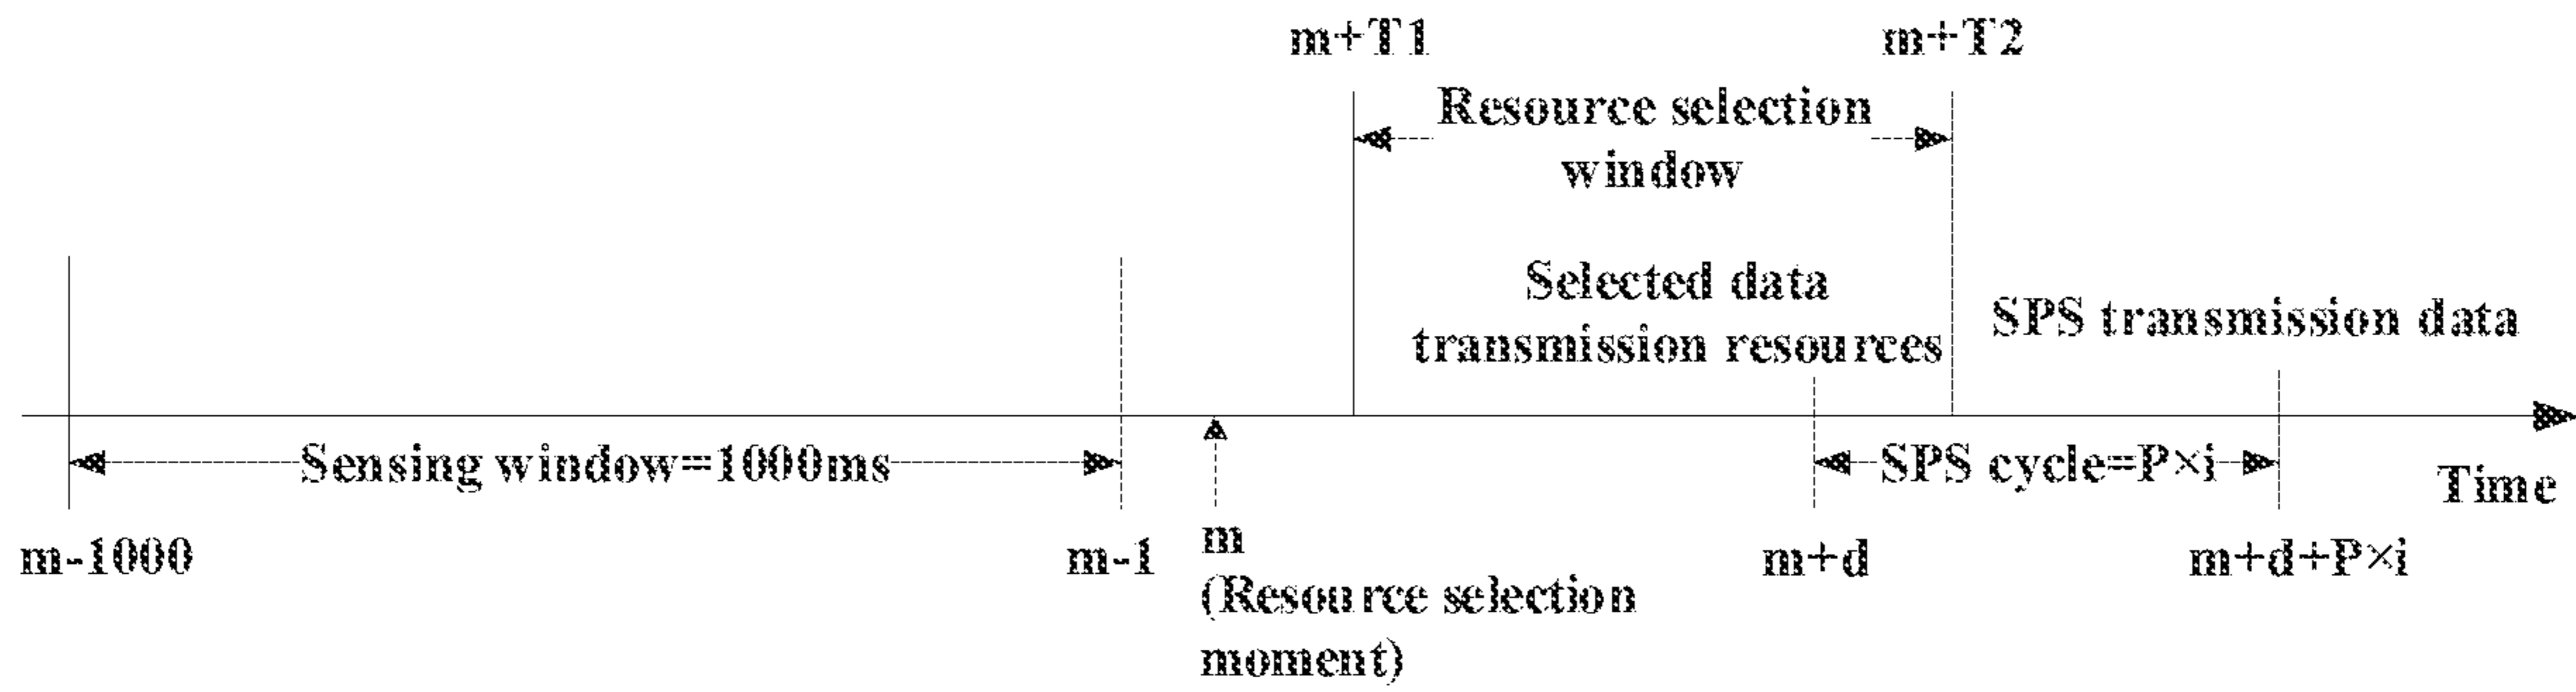 m+T1
m+T2
Resource selection
window
Selected data
transmission resources
SPS transmission data
Sensing window=1000ms
SPS cycle=P×i
Time
m-1000
m-1
m
(Resource selection
moment)
m+d
m+d+P×i